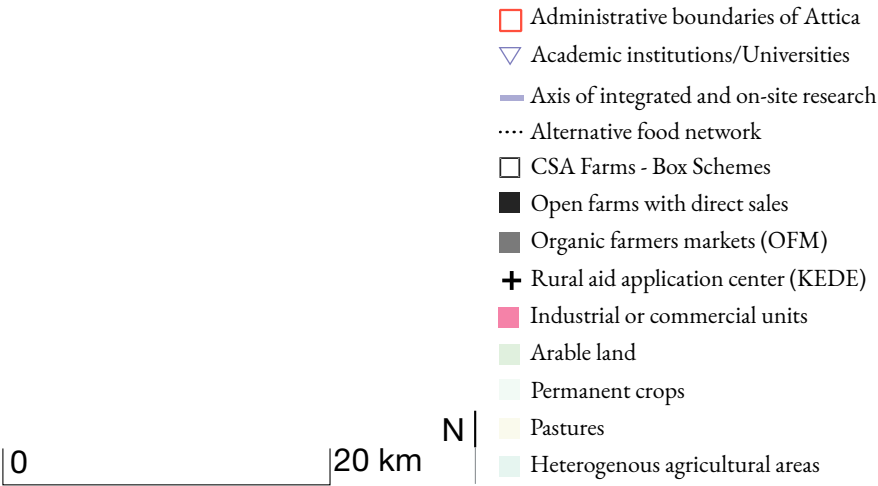 Administrative boundaries of Attica
Academic institutions/Universities
Axis of integrated and on-site research
Alternative food network
CSA Farms - Box Schemes
Open farms with direct sales
Organic farmers markets (OFM)
Rural aid application center (KEDE)
Industrial or commercial units
Arable land
Permanent crops
Pastures
Heterogenous agricultural areas
N
0
20 km